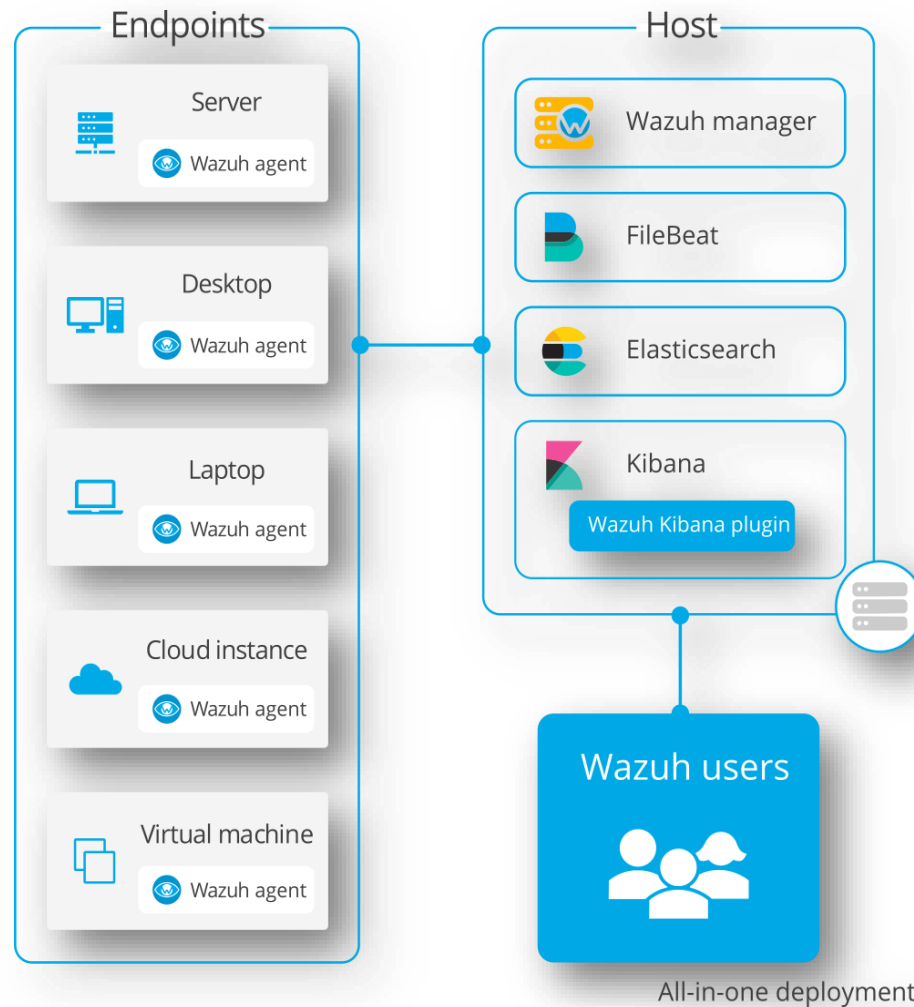 Endpoints
Server
Wazuh agent
Desktop
Wazuh agent
Laptop
Wazuh agent
Cloud instance
Wazuh agent
Virtual machine
Wazuh agent
Host
Wazuh manager
FileBeat
Elasticsearch
Kibana
Wazuh Kibana plugin
Wazuh users
All-in-one deployment